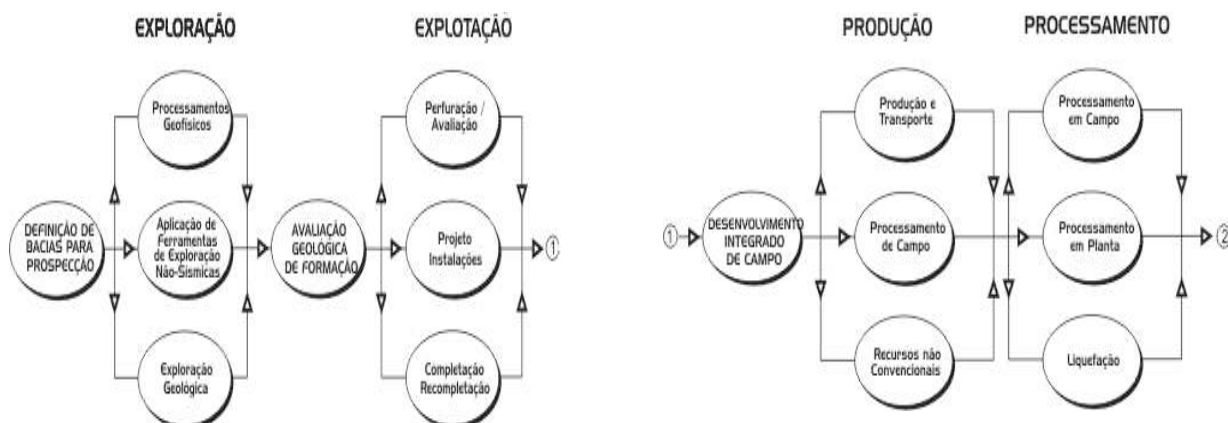 EXPLORAÇÃO
EXPLOTAÇÃO
Processamentos
Geofísicos
Perfuração /
Avaliação
DEFINIÇÃO DE
BACIAS PARA
PROSPECÇÃO
Aplicação de
Ferramentas
de Exploração
Não-Sísmicas
AVALIAÇÃO
GEOLÓGICA
DE FORMAÇÃO
Projeto
Instalações
1
Exploração
Geológica
Completação
Recompletação
PRODUÇÃO
PROCESSAMENTO
Produção e
Transporte
Processamento
em Campo
1
DESENVOLVIMENTO
INTEGRADO
DE CAMPO
Processamento
de Campo
Processamento
em Planta
2
Recursos não
Convencionais
Liquefação